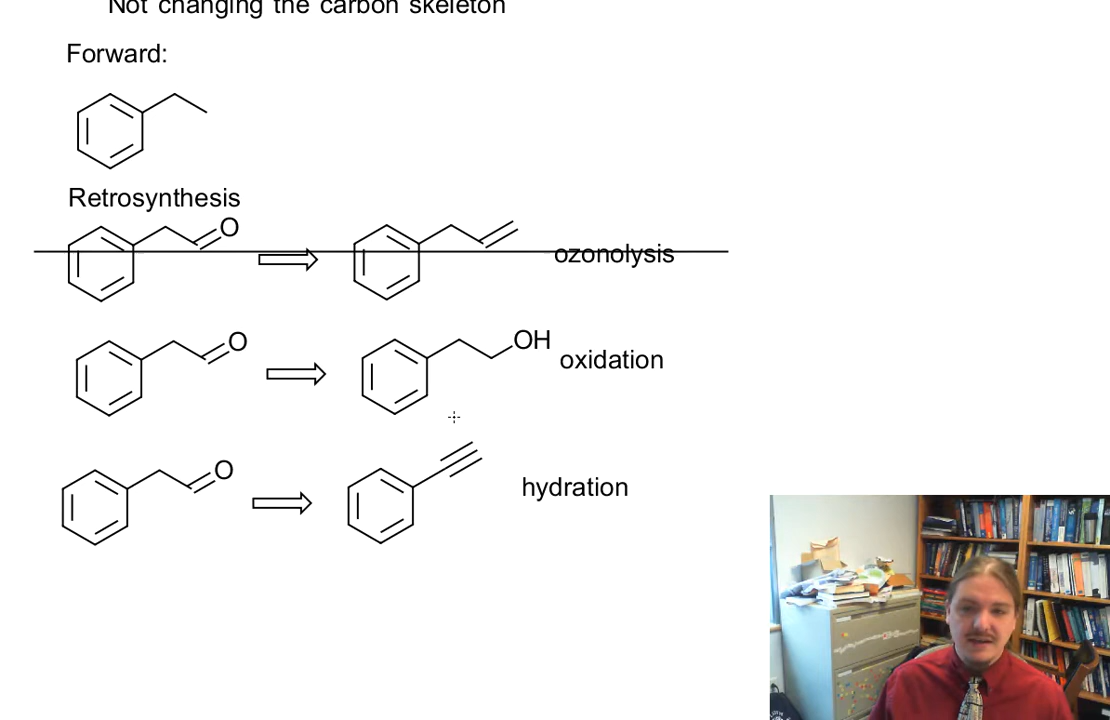 Not changing the carbon skeleton
Forward:
Retrosynthesis
O
ozonolysis
O
OH
oxidation
O
hydration